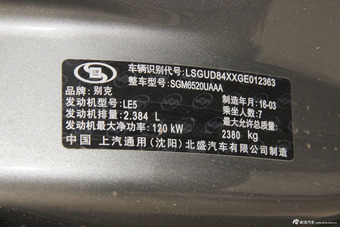 车辆识别代号: LSGUD84XXGE012363
整车型号: SGM6520UAAA
品牌: 别克
制造年月: 16-03
发动机型号: LE5
乘坐人数: 7
发动机排量: 2.384 L
最大允许总质量:
发动机最大净功率: 120 kW
2380 kg
中国 上汽通用(沈阳)北盛汽车有限公司制造